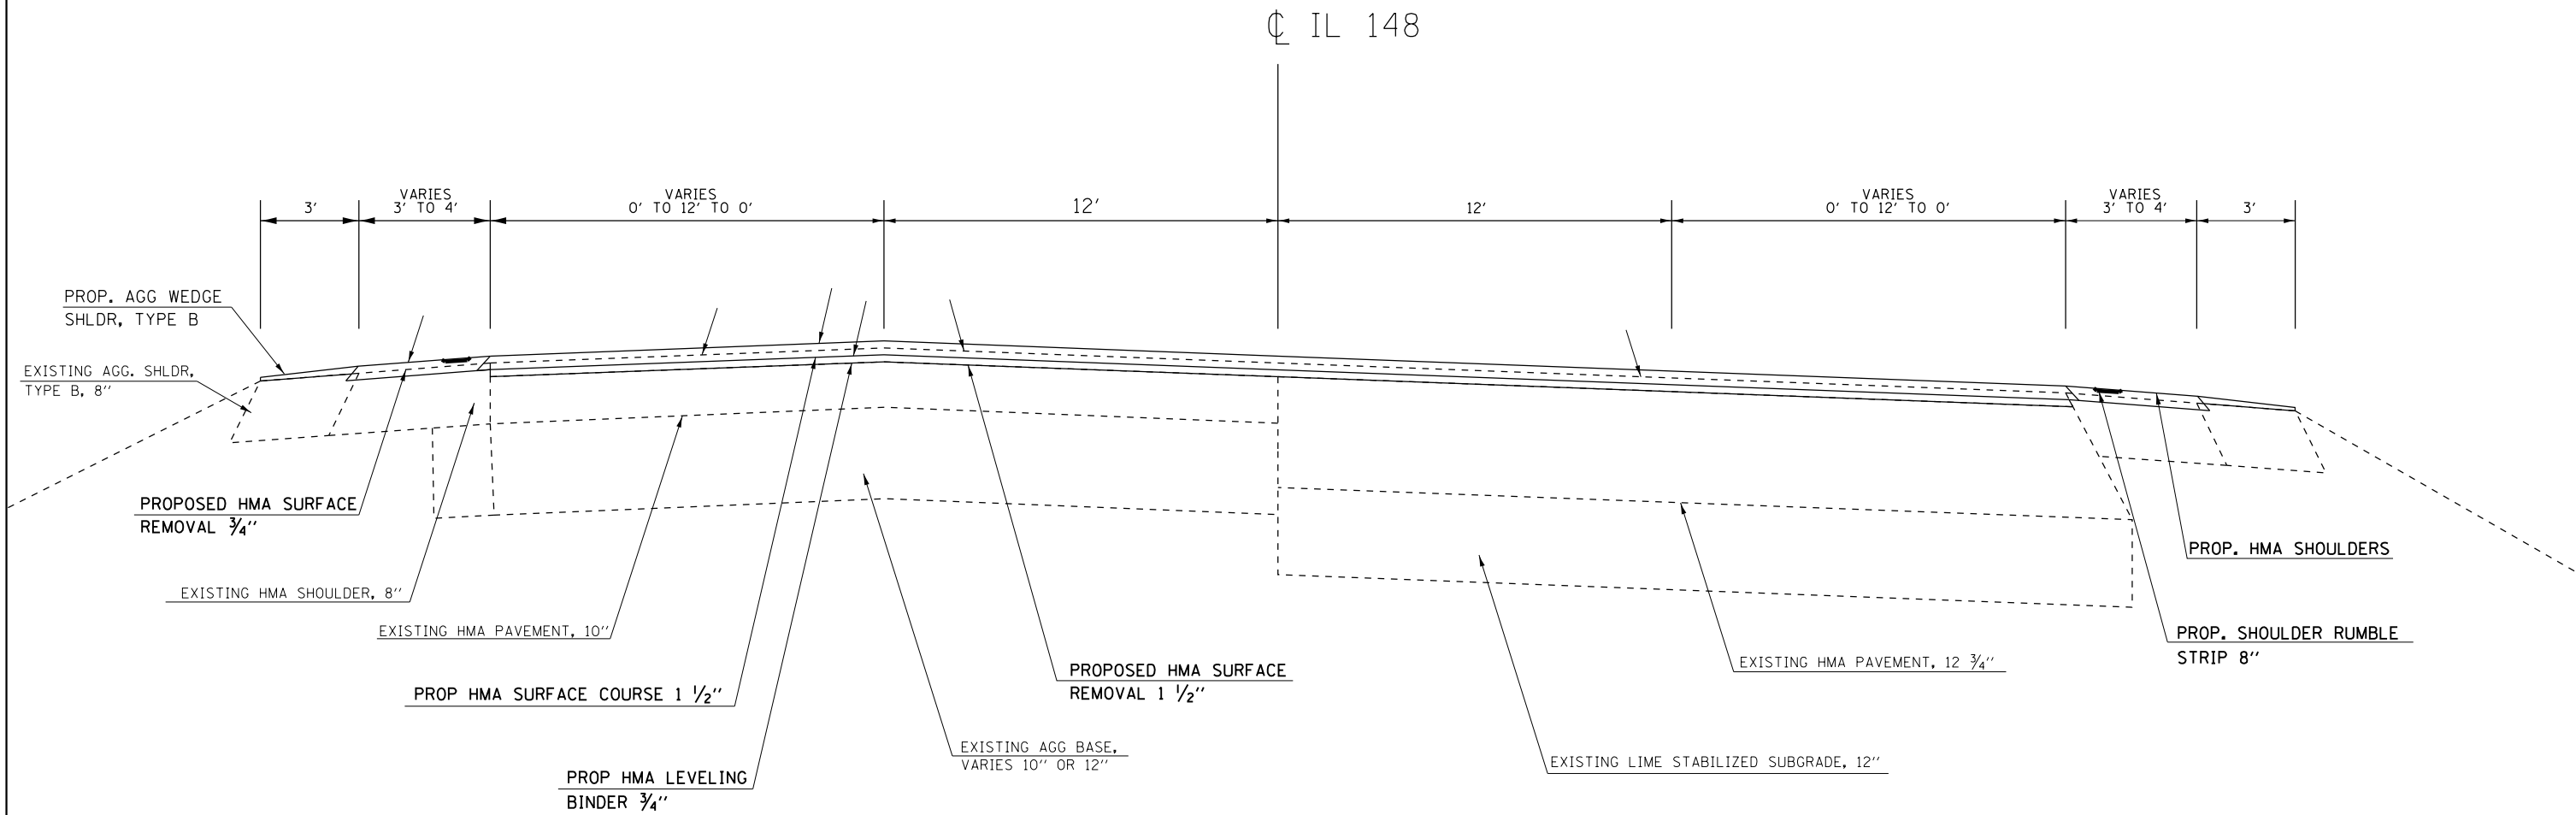 ℄ IL 148
3'
VARIES
3' TO 4'
VARIES
0' TO 12' TO 0'
12'
12'
VARIES
0' TO 12' TO 0'
VARIES
3' TO 4'
3'
PROP. AGG WEDGE
SHLDR, TYPE B
EXISTING AGG. SHLDR,
TYPE B, 8"
PROPOSED HMA SURFACE
REMOVAL 3/4"
EXISTING HMA SHOULDER, 8"
EXISTING HMA PAVEMENT, 10"
PROP HMA SURFACE COURSE 1 1/2"
PROP HMA LEVELING
BINDER 3/4"
EXISTING AGG BASE,
VARIES 10" OR 12"
PROPOSED HMA SURFACE
REMOVAL 1 1/2"
EXISTING LIME STABILIZED SUBGRADE, 12"
EXISTING HMA PAVEMENT, 12 3/4"
PROP. SHOULDER RUMBLE
STRIP 8"
PROP. HMA SHOULDERS